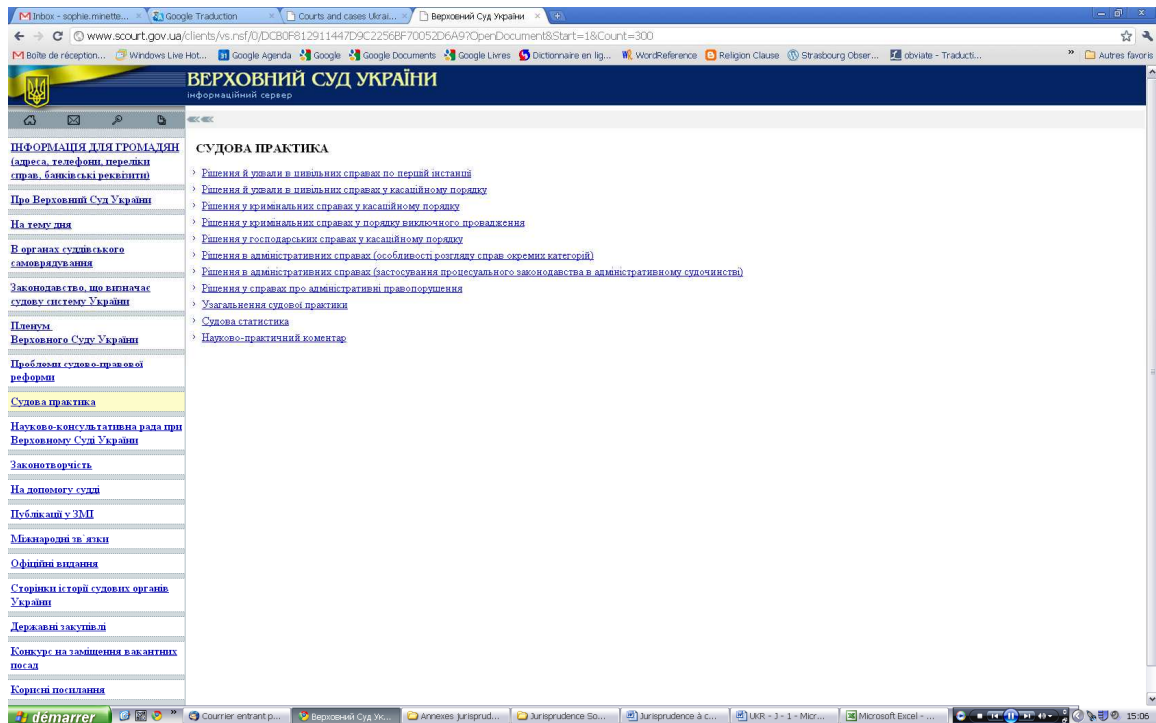 Inbox - sophie.minette...
Google Traduction
Courts and cases Ukrai...
Верховний Суд України
www.scourt.gov.ua/clients/vs.nsf/0/DCB0F812911447D9C2256BF70052D6A9?OpenDocument&Start=1&Count=300
Boîte de réception...
Windows Live Hot...
Google Agenda
Google
Google Documents
Google Livres
Dictionnaire en lig...
WordReference
Religion Clause
Strasbourg Obser...
obviate - Traducti...
»
Autres favoris
ВЕРХОВНИЙ СУД УКРАЇНИ
інформаційний сервер
ІНФОРМАЦІЯ ДЛЯ ГРОМАДЯН
(адреса, телефони, переліки
справ, банківські реквізити)
Про Верховний Суд України
На тему дня
В органах суддівського
самоврядування
Законодавство, що визначає
судову систему України
Пленум
Верховного Суду України
Проблеми судово-правової
реформи
Судова практика
Науково-консультативна рада при
Верховному Суді України
Законотворчість
На допомогу судді
Публікації у ЗМІ
Міжнародні зв`язки
Офіційні видання
Сторінки історії судових органів
України
Державні закупівлі
Конкурс на заміщення вакантних
посад
Корисні посилання
СУДОВА ПРАКТИКА
Рішення й ухвали в цивільних справах по першій інстанції
Рішення й ухвали в цивільних справах у касаційному порядку
Рішення у кримінальних справах у касаційному порядку
Рішення у кримінальних справах у порядку виключного провадження
Рішення у господарських справах у касаційному порядку
Рішення в адміністративних справах (особливості розгляду справ окремих категорій)
Рішення в адміністративних справах (застосування процесуального законодавства в адміністративному судочинстві)
Рішення у справах про адміністративні правопорушення
Узагальнення судової практики
Судова статистика
Науково-практичний коментар
démarrer
»
Courrier entrant p...
Верховний Суд Ук...
Annexes jurisprud...
Jurisprudence So...
Jurisprudence à c...
UKR - J - 1 - Micr...
Microsoft Excel - ...
15:06